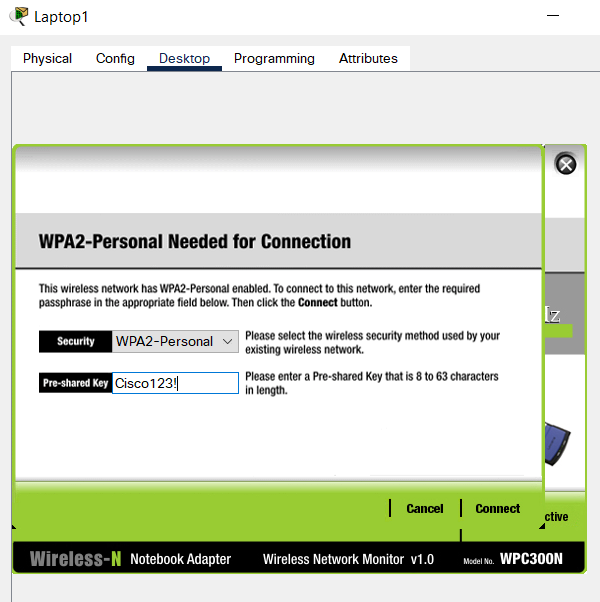 Laptop1
Physical Config Desktop Programming Attributes
WPA2-Personal Needed for Connection
This wireless network has WPA2-Personal enabled. To connect to this network, enter the required
passphrase in the appropriate field below. Then click the Connect button.
Security WPA2-Personal Please select the wireless security method used by your
existing wireless network.
Pre-shared Key Cisco123! Please enter a Pre-shared Key that is 8 to 63 characters
in length.
Hz
Cancel Connect
ctive
Wireless-N Notebook Adapter Wireless Network Monitor v1.0 Model No. WPC300N